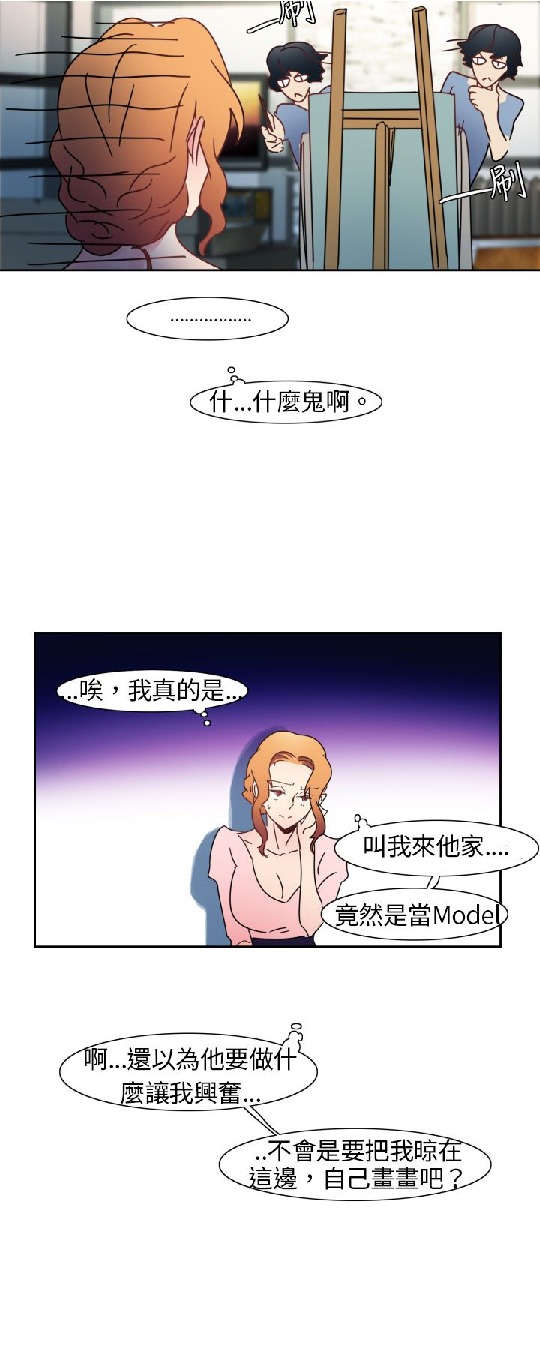 刷
刷
..................
什...什麼鬼啊。
...唉，我真的是...
叫我來他家....
竟然是當Model
啊...還以為他要做什
麼讓我興奮...
..不會是要把我晾在
這邊，自己畫畫吧？